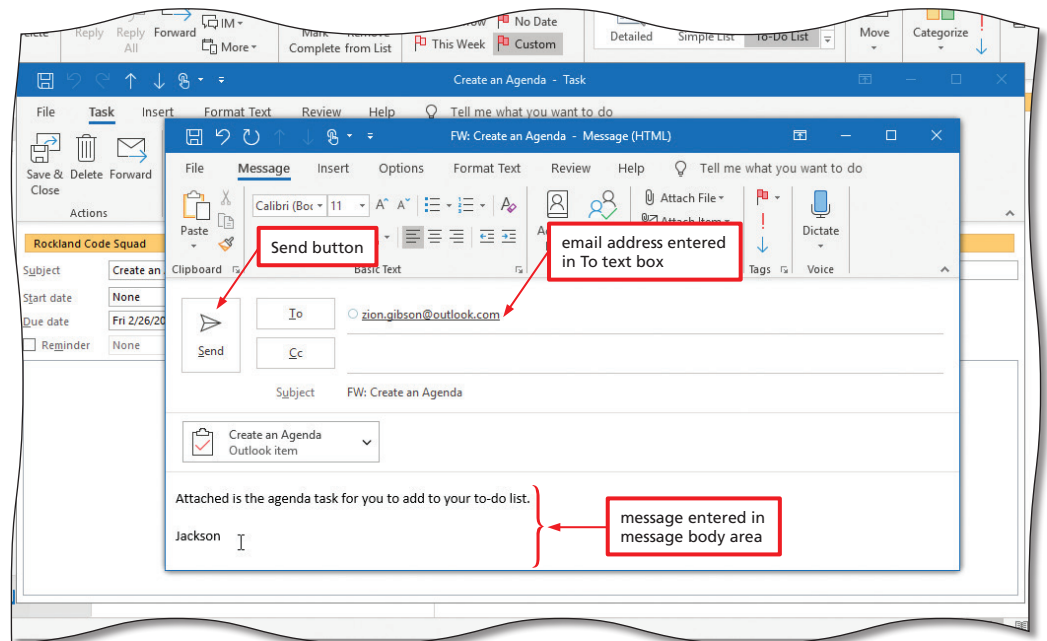 Reply
Reply
All
Forward
IM
More
Complete
from List
This Week
No Date
Custom
Detailed
Simple List
To-Do List
Move
Categorize
Create an Agenda - Task
File Task Insert Format Text Review Help Tell me what you want to do
Save &
Close
Delete
Forward
Actions
Rockland Code Squad
Subject
Create an
Start date
None
Due date
Fri 2/26/20
Reminder
None
FW: Create an Agenda - Message (HTML)
File Message Insert Options Format Text Review Help Tell me what you want to do
Paste
Clipboard
Calibri (Boc 11
Basic Text
Attach File
Attach Item
Tags
Dictate
Voice
Send button
email address entered
in To text box
Send
To
zion.gibson@outlook.com
Cc
Subject
FW: Create an Agenda
Create an Agenda
Outlook item
Attached is the agenda task for you to add to your to-do list.
Jackson
message entered in
message body area